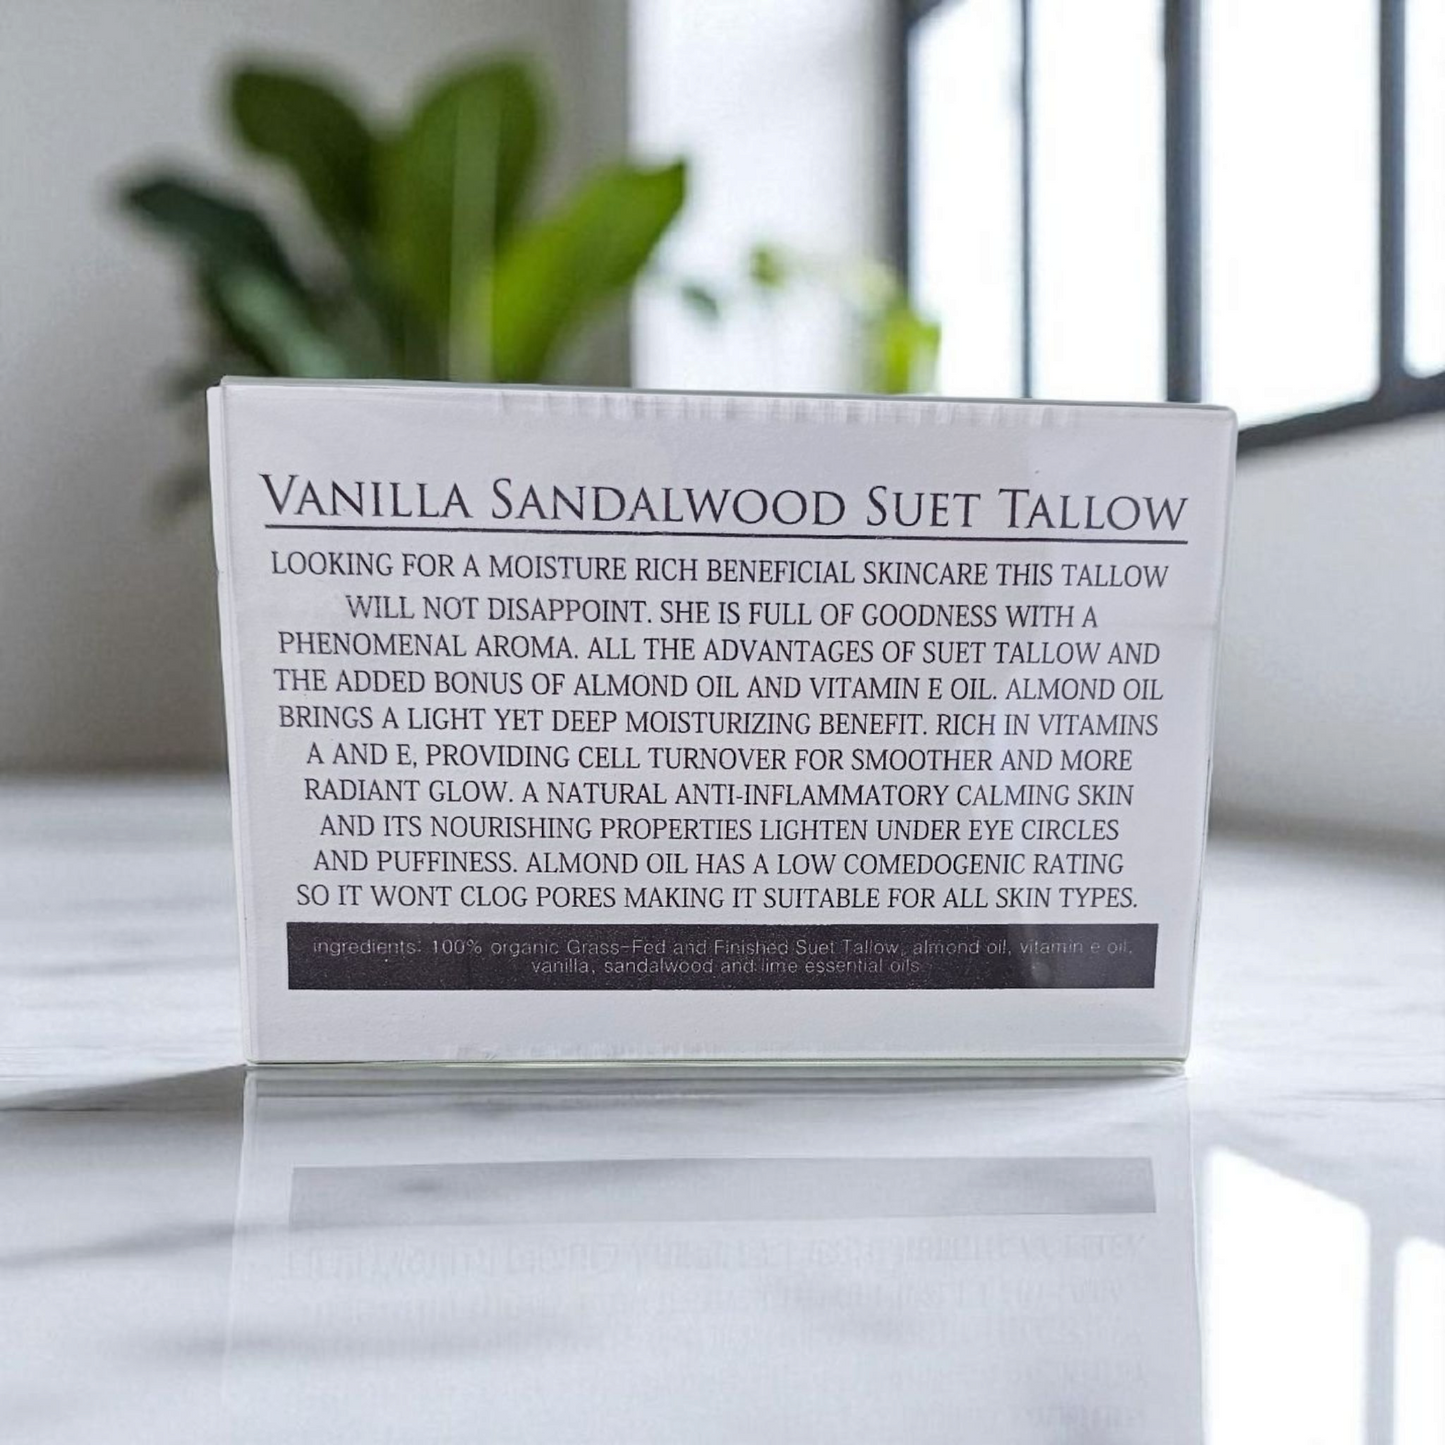 VANILLA SANDALWOOD SUET TALLOW
LOOKING FOR A MOISTURE RICH BENEFICIAL SKINCARE THIS TALLOW
WILL NOT DISAPPOINT. SHE IS FULL OF GOODNESS WITH A
PHENOMENAL AROMA. ALL THE ADVANTAGES OF SUET TALLOW AND
THE ADDED BONUS OF ALMOND OIL AND VITAMIN E OIL. ALMOND OIL
BRINGS A LIGHT YET DEEP MOISTURIZING BENEFIT. RICH IN VITAMINS
A AND E, PROVIDING CELL TURNOVER FOR SMOOTHER AND MORE
RADIANT GLOW. A NATURAL ANTI-INFLAMMATORY CALMING SKIN
AND ITS NOURISHING PROPERTIES LIGHTEN UNDER EYE CIRCLES
AND PUFFINESS. ALMOND OIL HAS A LOW COMEDOGENIC RATING
SO IT WONT CLOG PORES MAKING IT SUITABLE FOR ALL SKIN TYPES.
ingredients: 100% organic Grass-Fed and Finished Suet Tallow, almond oil, vitamin e oil,
vanilla, sandalwood and lime essential oils